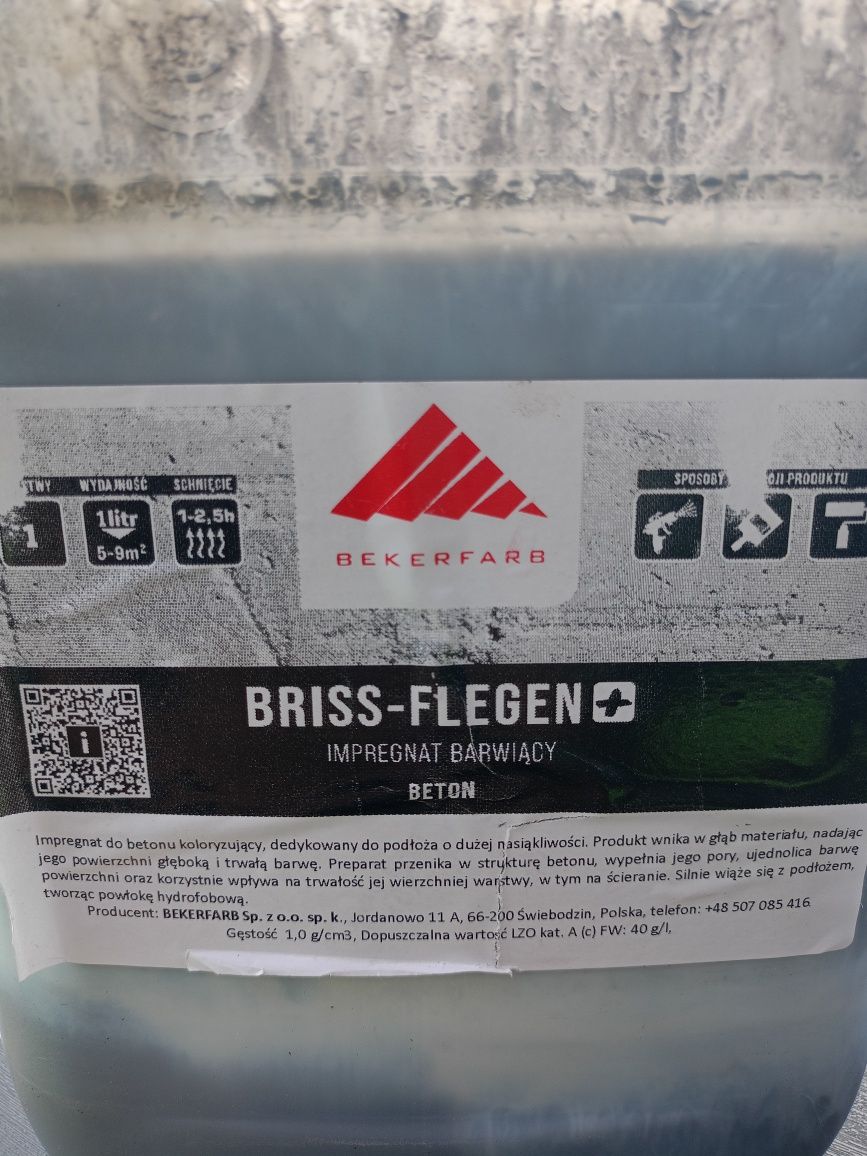 TWY WYDAJNOŚĆ SCHNIĘCIE
1
1litr
5-9m²
1-2,5h
BEKERFARB
SPOSOBY CJI PRODUKTU
BRISS-FLEGEN+
IMPREGNAT BARWIĄCY
BETON
Impregnat do betonu koloryzujący, dedykowany do podłoża o dużej nasiąkliwości. Produkt wnika w głąb materiału, nadając
jego powierzchni głęboką i trwałą barwę. Preparat przenika w strukturę betonu, wypełnia jego pory, ujednolica barwę
powierzchni oraz korzystnie wpływa na trwałość jej wierzchniej warstwy, w tym na ścieranie. Silnie wiąże się z podłożem,
tworząc powłokę hydrofobową.
Producent: BEKERFARB Sp. z o.o. sp. k., Jordanowo 11 A, 66-200 Świebodzin, Polska, telefon: +48 507 085 416
Gęstość 1,0 g/cm3, Dopuszczalna wartość LZO kat. A (c) FW: 40 g/l,